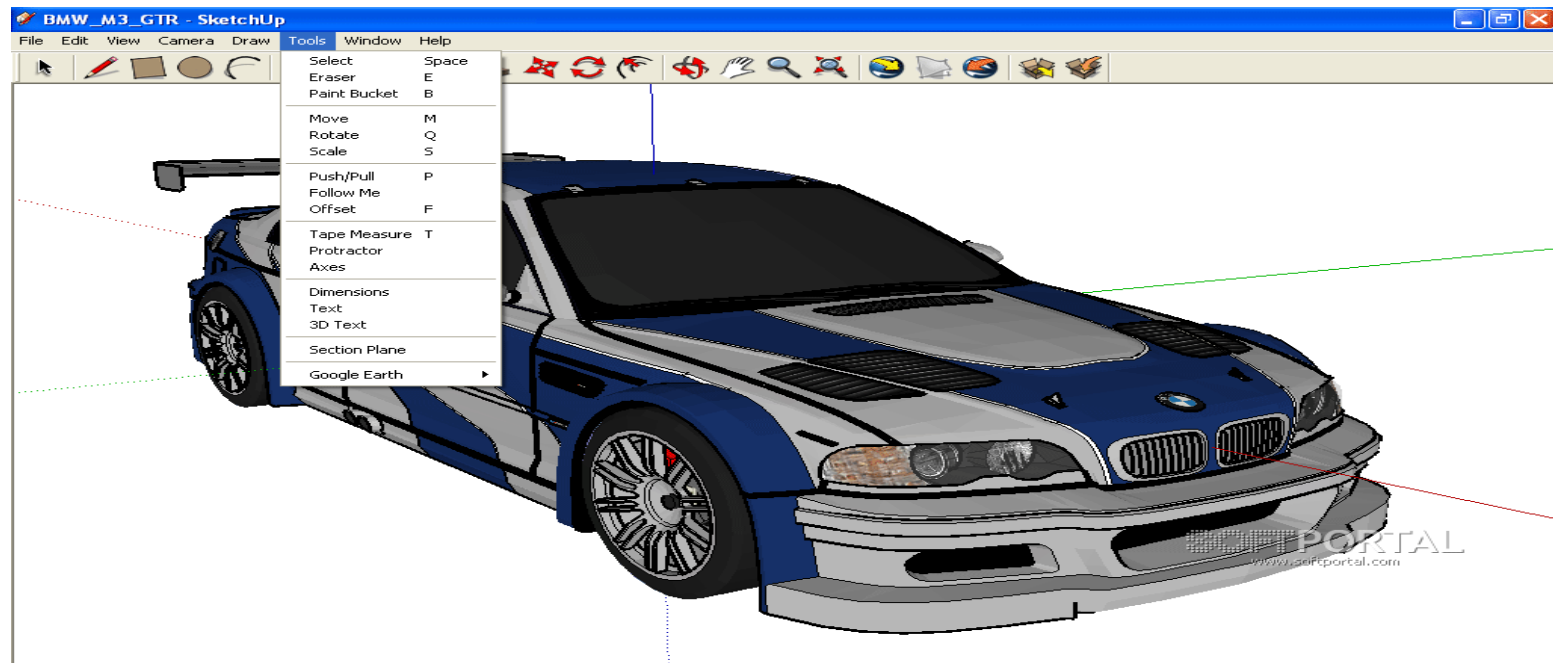 BMW_M3_GTR - SketchUp
File Edit View Camera Draw Tools Window Help
Select Space
Eraser E
Paint Bucket B
Move M
Rotate Q
Scale S
Push/Pull P
Follow Me
Offset F
Tape Measure T
Protractor
Axes
Dimensions
Text
3D Text
Section Plane
Google Earth
SOFTPORTAL
www.softportal.com